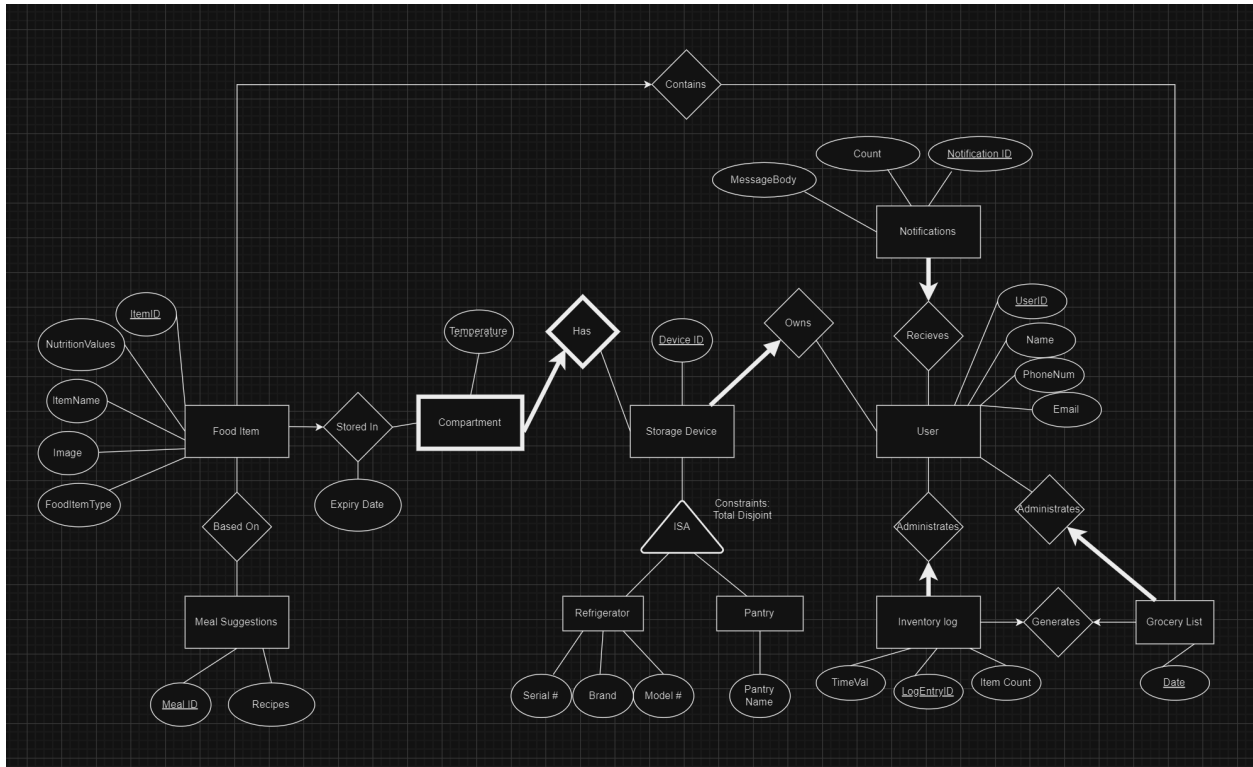 Contains
Count
Notification ID
MessageBody
Notifications
ItemID
NutritionValues
ItemName
Image
FoodItemType
Food Item
Stored In
Expiry Date
Temperature
Compartment
Has
Device ID
Storage Device
Owns
Recieves
UserID
Name
PhoneNum
Email
User
Based On
ISA
Constraints:
Total Disjoint
Administrates
Administrates
Meal Suggestions
Meal ID
Recipes
Refrigerator
Pantry
Serial #
Brand
Model #
Pantry
Name
Inventory log
Generates
Grocery List
TimeVal
LogEntryID
Item Count
Date